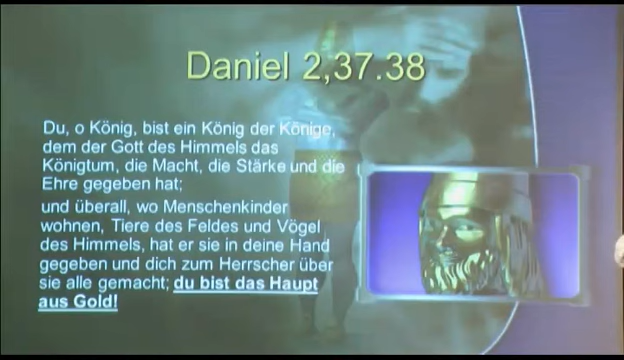 Daniel 2,37.38
Du, o König, bist ein König der Könige,
dem der Gott des Himmels das
Königtum, die Macht, die Stärke und die
Ehre gegeben hat;
und überall, wo Menschenkinder
wohnen, Tiere des Feldes und Vögel
des Himmels, hat er sie in deine Hand
gegeben und dich zum Herrscher über
sie alle gemacht; du bist das Haupt
aus Gold!